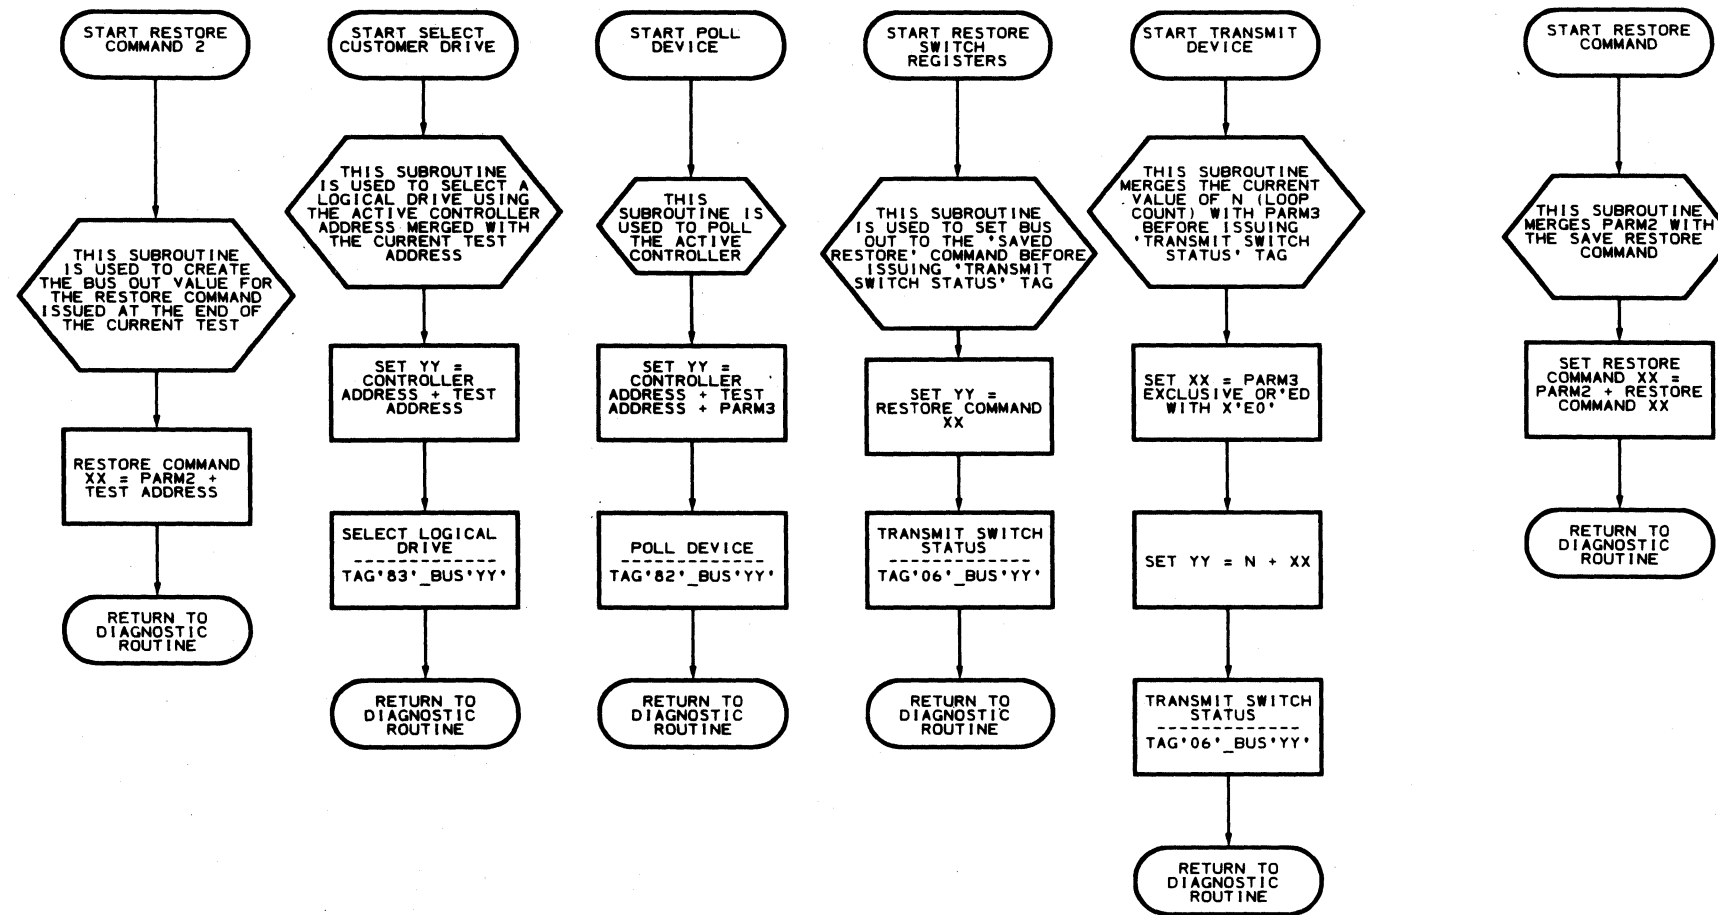 START RESTORE
COMMAND 2
THIS SUBROUTINE
IS USED TO CREATE
THE BUS OUT VALUE FOR
THE RESTORE COMMAND
ISSUED AT THE END OF
THE CURRENT TEST
RESTORE COMMAND
XX = PARM2 +
TEST ADDRESS
RETURN TO
DIAGNOSTIC
ROUTINE
START SELECT
CUSTOMER DRIVE
THIS SUBROUTINE
IS USED TO SELECT A
LOGICAL DRIVE USING
THE ACTIVE CONTROLLER
ADDRESS MERGED WITH
THE CURRENT TEST
ADDRESS
SET YY =
CONTROLLER
ADDRESS + TEST
ADDRESS
SELECT LOGICAL
DRIVE
--------------
TAG'83'_BUS'YY'
RETURN TO
DIAGNOSTIC
ROUTINE
START POLL
DEVICE
THIS
SUBROUTINE IS
USED TO POLL
THE ACTIVE
CONTROLLER
SET YY =
CONTROLLER
ADDRESS + TEST
ADDRESS + PARM3
POLL DEVICE
--------------
TAG'82'_BUS'YY'
RETURN TO
DIAGNOSTIC
ROUTINE
START RESTORE
SWITCH
REGISTERS
THIS SUBROUTINE
IS USED TO SET BUS
OUT TO THE 'SAVED
RESTORE' COMMAND BEFORE
ISSUING 'TRANSMIT
SWITCH STATUS' TAG
SET YY =
RESTORE COMMAND
XX
TRANSMIT SWITCH
STATUS
--------------
TAG'06'_BUS'YY'
RETURN TO
DIAGNOSTIC
ROUTINE
START TRANSMIT
DEVICE
THIS SUBROUTINE
MERGES THE CURRENT
VALUE OF N (LOOP
COUNT) WITH PARM3
BEFORE ISSUING
'TRANSMIT SWITCH
STATUS' TAG
SET XX = PARM3
EXCLUSIVE OR'ED
WITH X'E0'
SET YY = N + XX
TRANSMIT SWITCH
STATUS
--------------
TAG'06'_BUS'YY'
RETURN TO
DIAGNOSTIC
ROUTINE
START RESTORE
COMMAND
THIS SUBROUTINE
MERGES PARM2 WITH
THE SAVE RESTORE
COMMAND
SET RESTORE
COMMAND XX =
PARM2 + RESTORE
COMMAND XX
RETURN TO
DIAGNOSTIC
ROUTINE